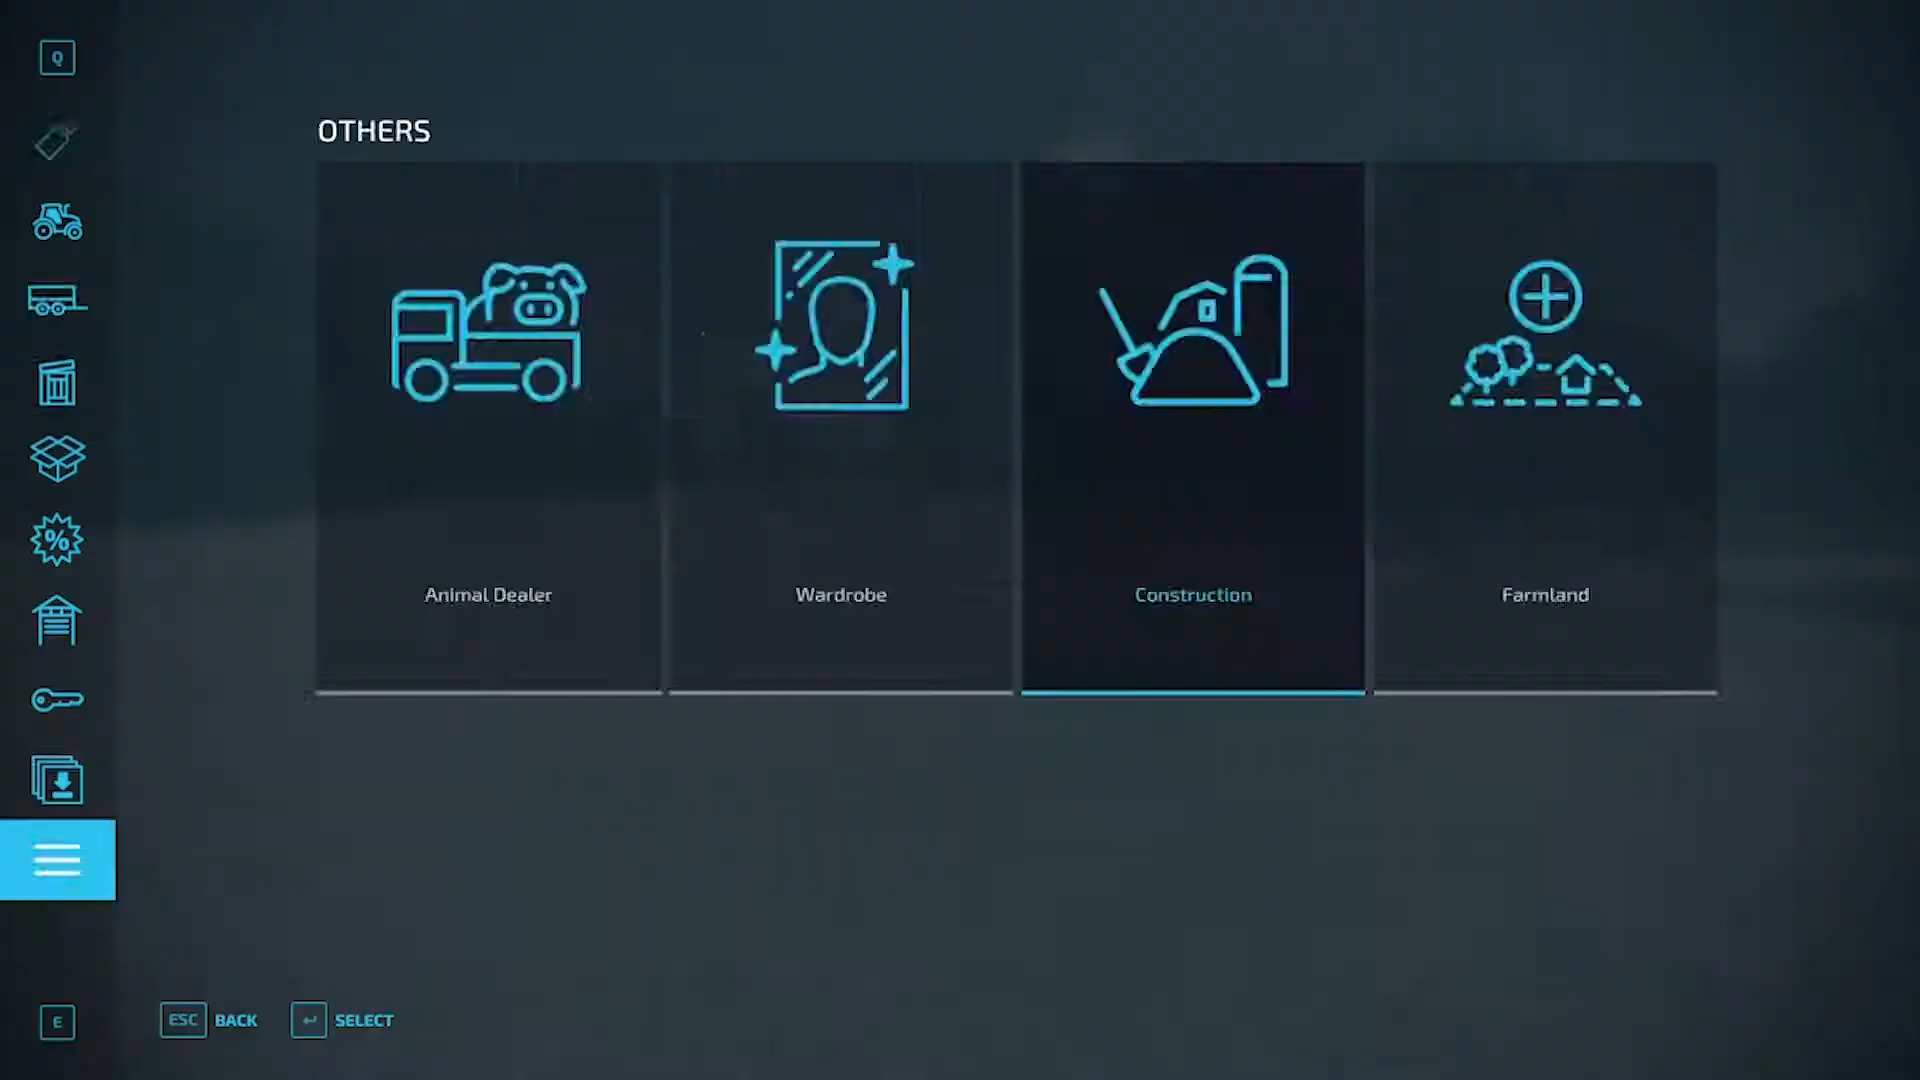 Q
OTHERS
%
Animal Dealer
Wardrobe
Construction
Farmland
E
ESC BACK
SELECT